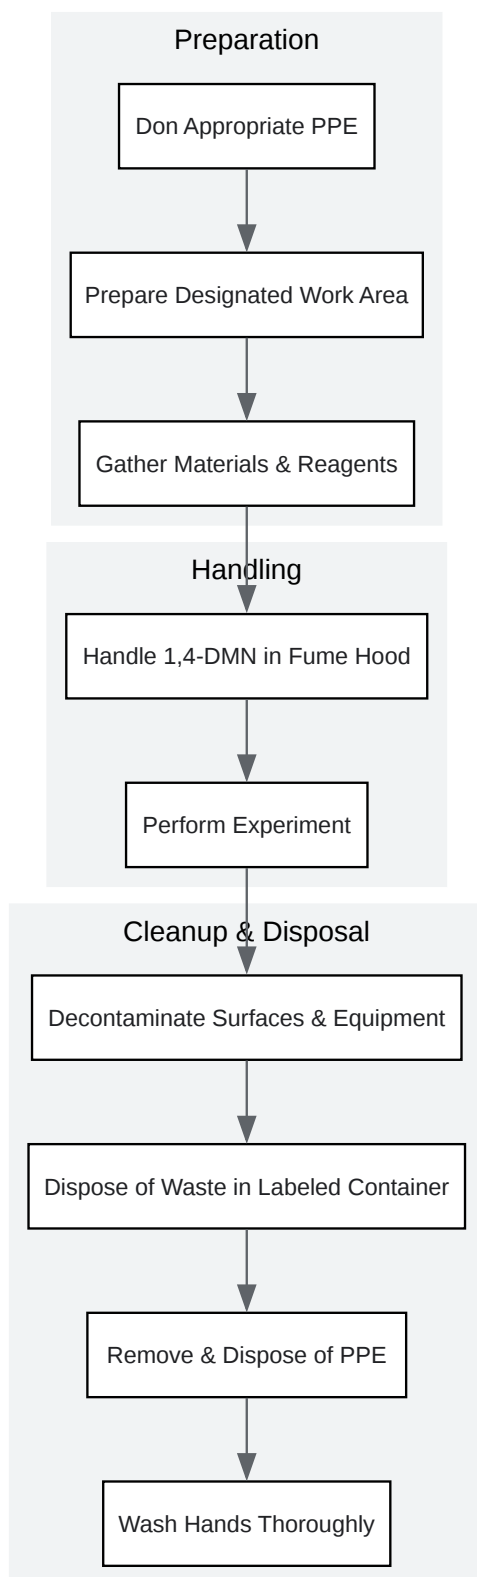 Preparation
Don Appropriate PPE
Prepare Designated Work Area
Gather Materials & Reagents
Handling
Handle 1,4-DMN in Fume Hood
Perform Experiment
Cleanup & Disposal
Decontaminate Surfaces & Equipment
Dispose of Waste in Labeled Container
Remove & Dispose of PPE
Wash Hands Thoroughly